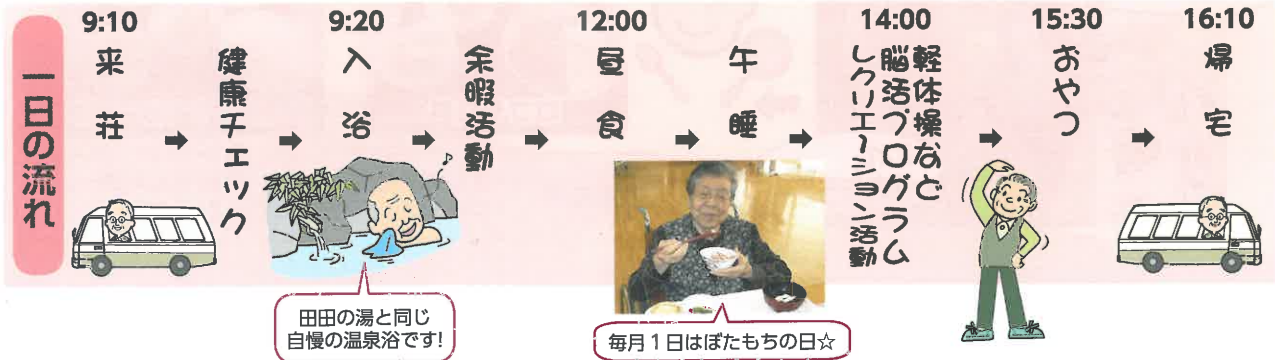 一日の流れ
9:10
来荘
➡
健康チェック
➡
9:20
入浴
➡
余暇活動
➡
12:00
昼食
➡
午睡
➡
14:00
軽体操など
脳活プログラム
レクリエーション活動
➡
15:30
おやつ
➡
16:10
帰宅
田田の湯と同じ
自慢の温泉浴です!
毎月1日はぼたもちの日☆